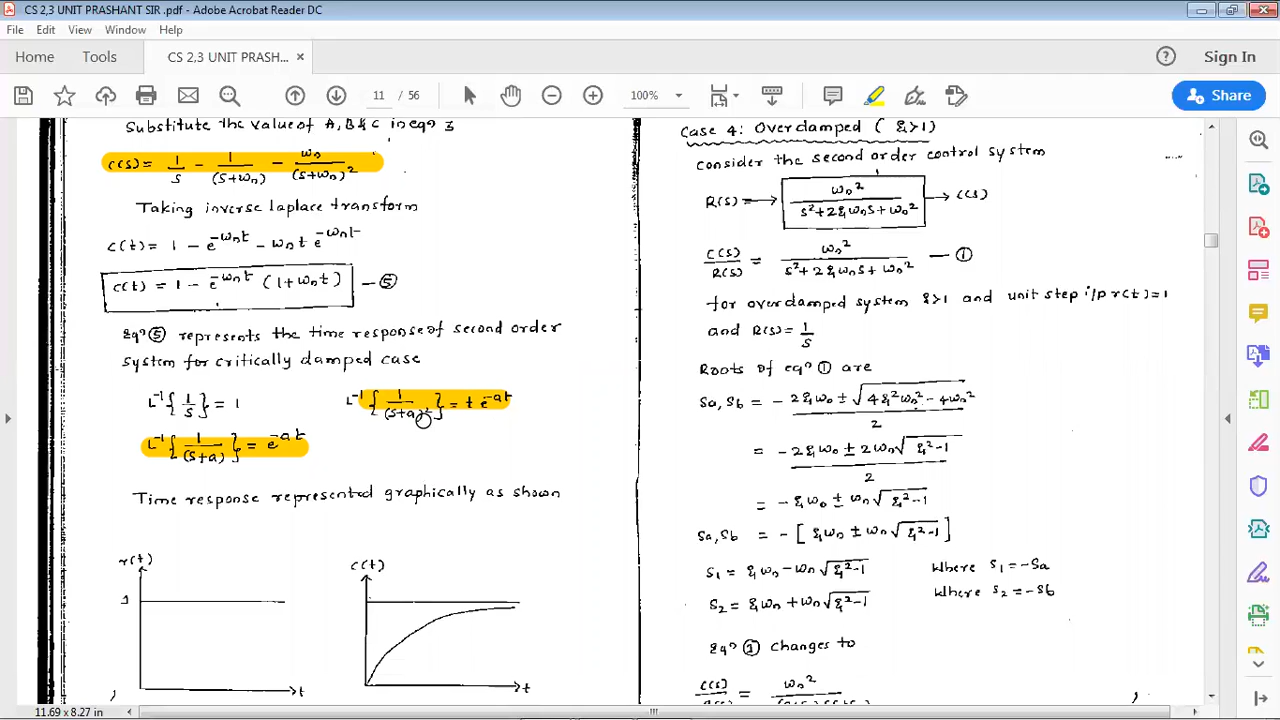 CS 2,3 UNIT PRASHANT SIR .pdf - Adobe Acrobat Reader DC
File Edit View Window Help
Home Tools CS 2,3 UNIT PRASH... × Sign In
11 / 56 100% Share
Substitute the value of A, B & C in eqn 3
C(s) = 1/s - 1/(s+ωn) - ωn/(s+ωn)²
Taking inverse laplace transform
c(t) = 1 - e^-ωnt - ωnt e^-ωnt
c(t) = 1 - e^-ωnt (1+ωnt) — ⑤
Eqn ⑤ represents the time response of second order
system for critically damped case
L⁻¹{1/s} = 1 L⁻¹{1/(s+a)²} = t e^-at
L⁻¹{1/(s+a)} = e^-at
Time response represented graphically as shown
r(t) c(t)
1
t t
Case 4: Overdamped (ξ>1)
Consider the second order control system
R(s) → ωn²/(s²+2ξωns+ωn²) → C(s)
C(s)/R(s) = ωn²/(s²+2ξωns+ωn²) — ①
for overdamped system ξ>1 and unit step i/p r(t)=1
and R(s) = 1/s
Roots of eqn ① are
Sa, Sb = - 2ξωn ± √(4ξ²ωn² - 4ωn²) / 2
= - 2ξωn ± 2ωn√(ξ²-1) / 2
= - ξωn ± ωn√(ξ²-1)
Sa, Sb = - [ξωn ± ωn√(ξ²-1)]
S1 = ξωn - ωn√(ξ²-1) Where S1 = -Sa
S2 = ξωn + ωn√(ξ²-1) Where S2 = -Sb
Eqn ① changes to
C(s)/R(s) = ωn²
11.69 x 8.27 in